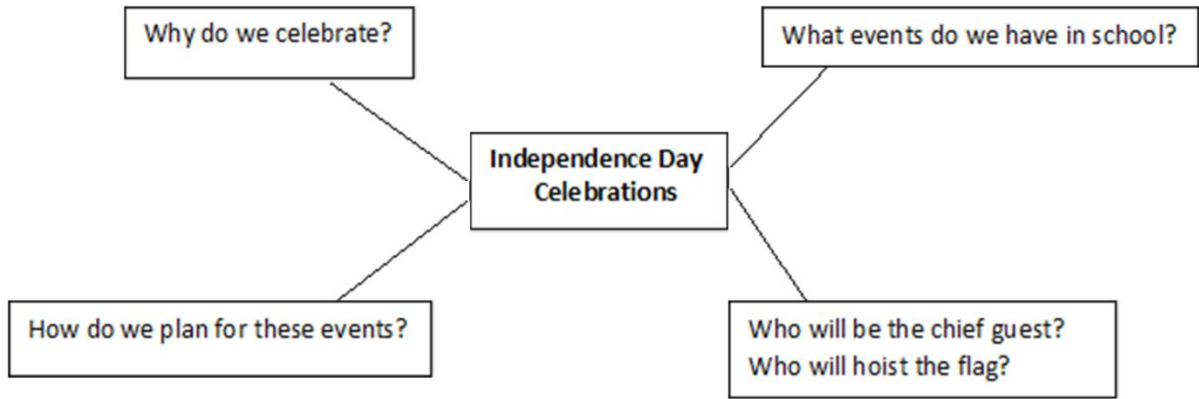 Why do we celebrate?
What events do we have in school?
Independence Day
Celebrations
How do we plan for these events?
Who will be the chief guest?
Who will hoist the flag?